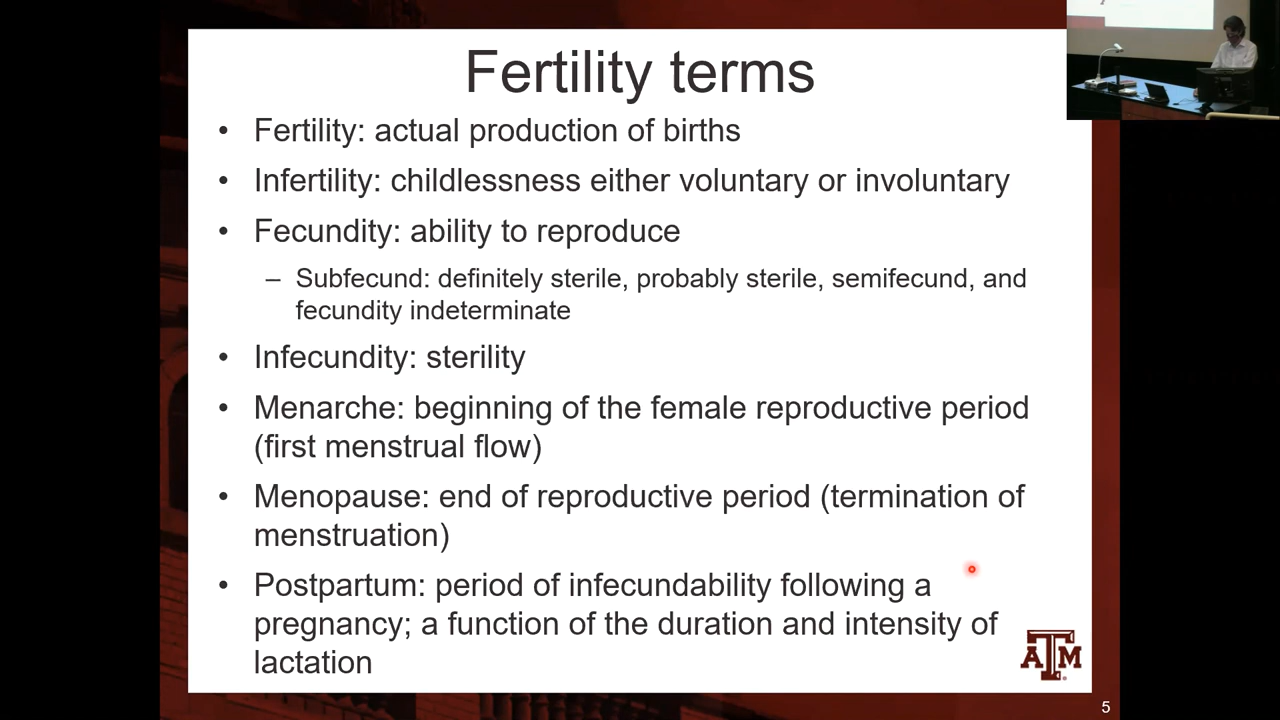 Fertility terms
• Fertility: actual production of births
• Infertility: childlessness either voluntary or involuntary
• Fecundity: ability to reproduce
– Subfecund: definitely sterile, probably sterile, semifecund, and
fecundity indeterminate
• Infecundity: sterility
• Menarche: beginning of the female reproductive period
(first menstrual flow)
• Menopause: end of reproductive period (termination of
menstruation)
• Postpartum: period of infecundability following a
pregnancy; a function of the duration and intensity of
lactation
ATM
5